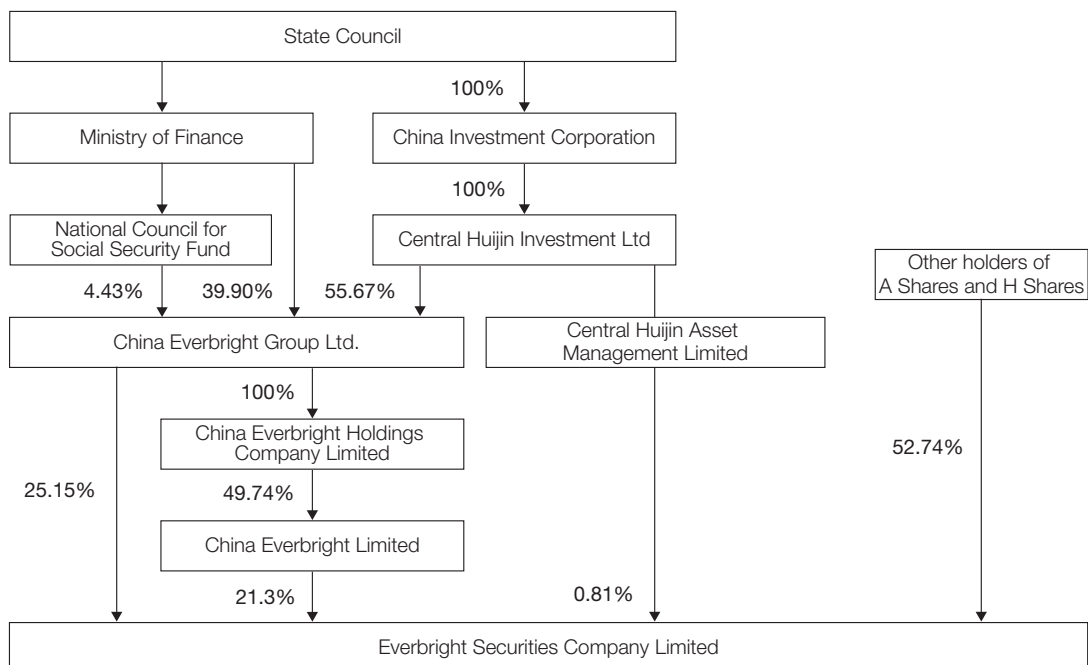 State Council
100%
Ministry of Finance
China Investment Corporation
100%
National Council for
Social Security Fund
Central Huijin Investment Ltd
Other holders of
A Shares and H Shares
4.43%
39.90%
55.67%
China Everbright Group Ltd.
Central Huijin Asset
Management Limited
100%
China Everbright Holdings
Company Limited
52.74%
25.15%
49.74%
China Everbright Limited
21.3%
0.81%
Everbright Securities Company Limited